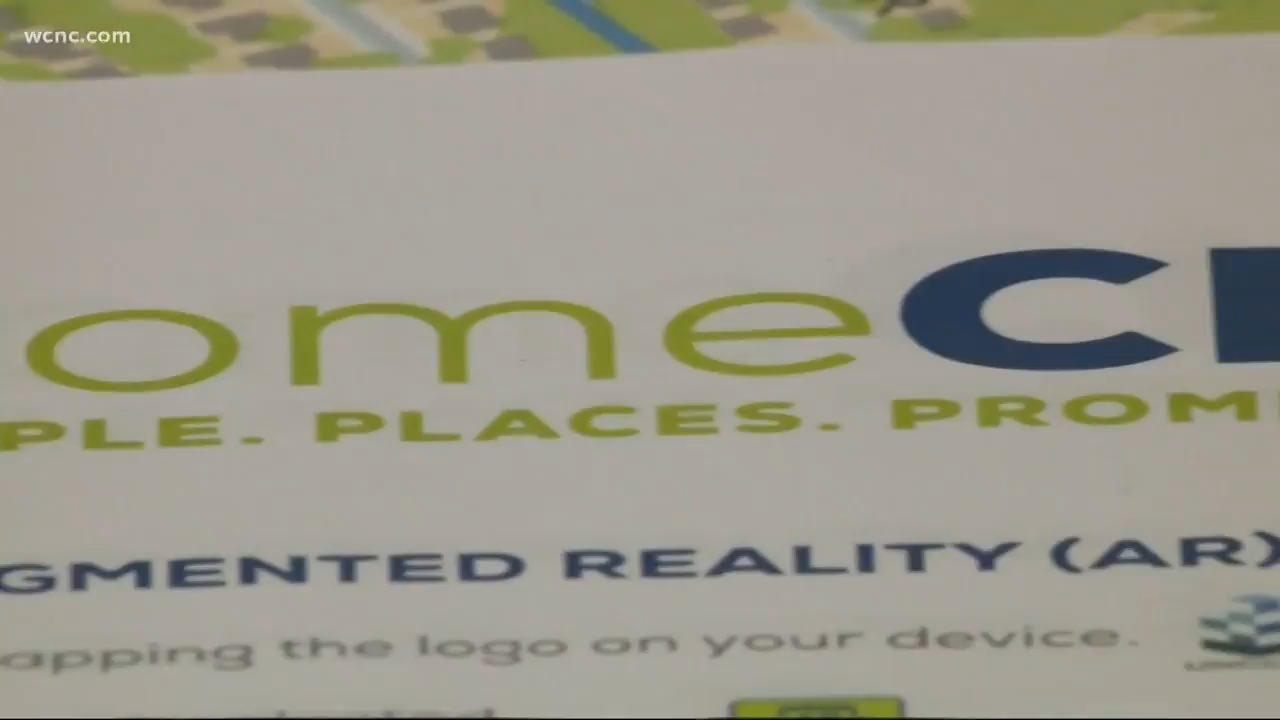 wcnc.com
omeC
PLE. PLACES. PROM
GMENTED REALITY (AR)
apping the logo on your device.